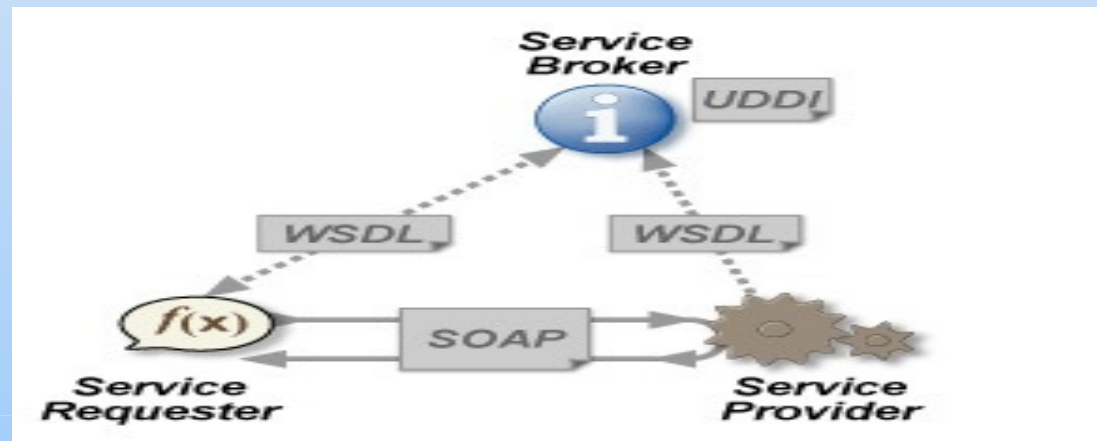 Service
Broker
UDDI
i
WSDL
WSDL
f(x)
SOAP
Service
Requester
Service
Provider